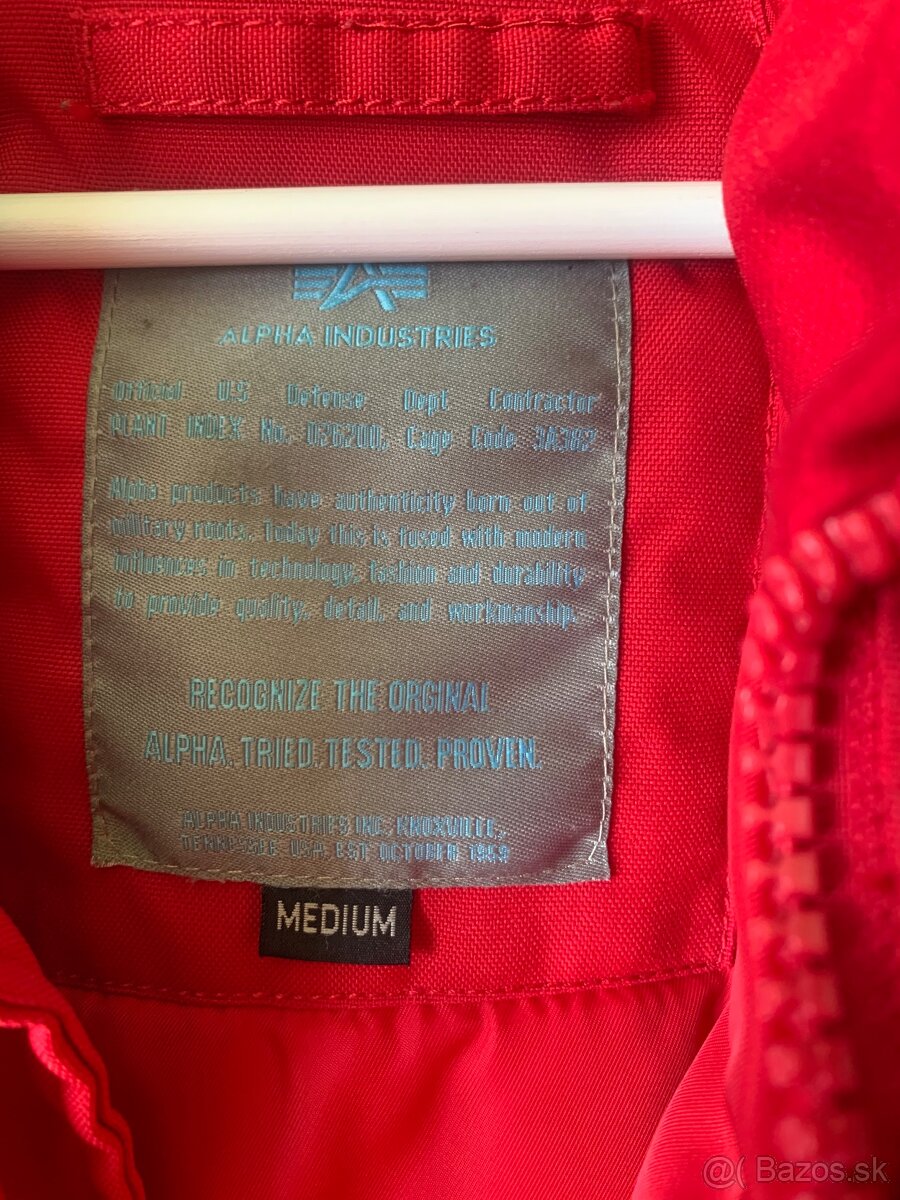 ALPHA INDUSTRIES
Official U.S Defense Dept Contractor
PLANT INDEX No. 026200, Cage Code 3A382
Alpha products have authenticity born out of
military roots. Today this is fused with modern
influences in technology, fashion and durability
to provide quality, detail, and workmanship.
RECOGNIZE THE ORGINAL
ALPHA. TRIED. TESTED. PROVEN.
ALPHA INDUSTRIES INC. KNOXVILLE,
TENNESSEE USA. EST OCTOBER 1959
MEDIUM
@( Bazos.sk